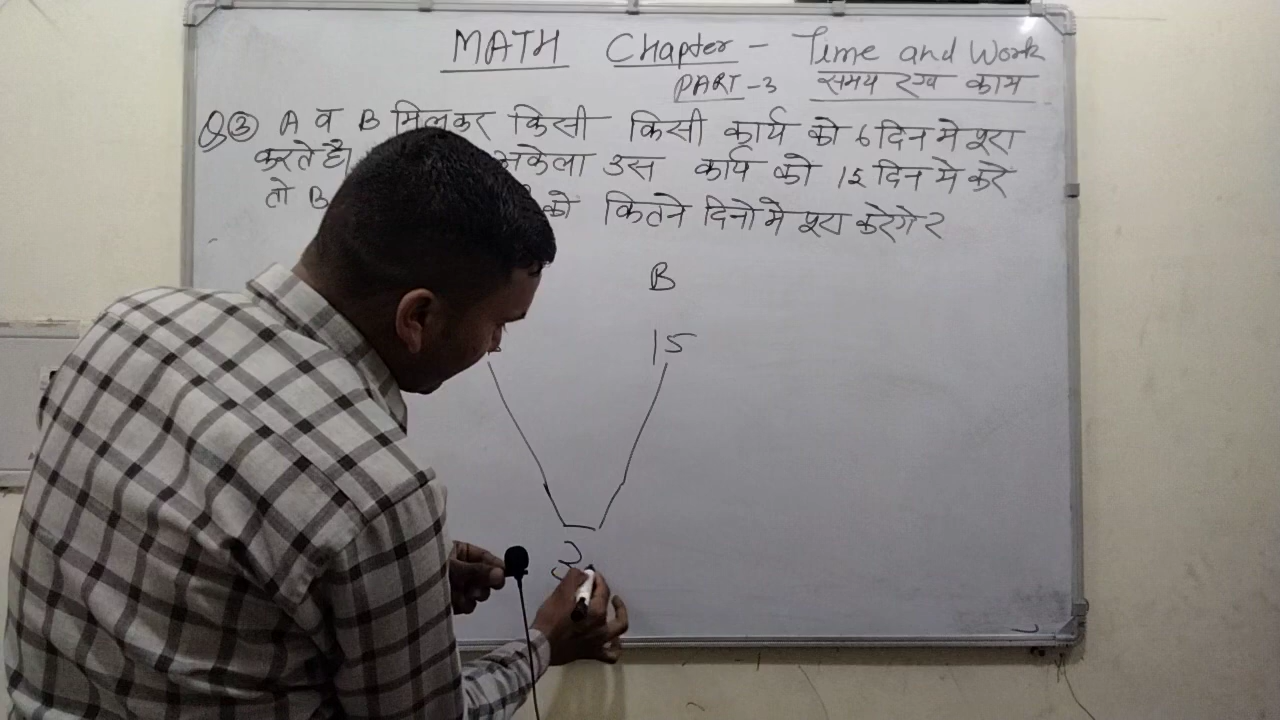 MATH Chapter - Time and Work
PART-3 समय एवं काम
Q③ A व B मिलकर किसी किसी कार्य को 6 दिन मे पूरा
करते है। अकेला उस कार्य को 15 दिन मे करे
तो B को कितने दिनो मे पूरा करेगे ?
B
15
3